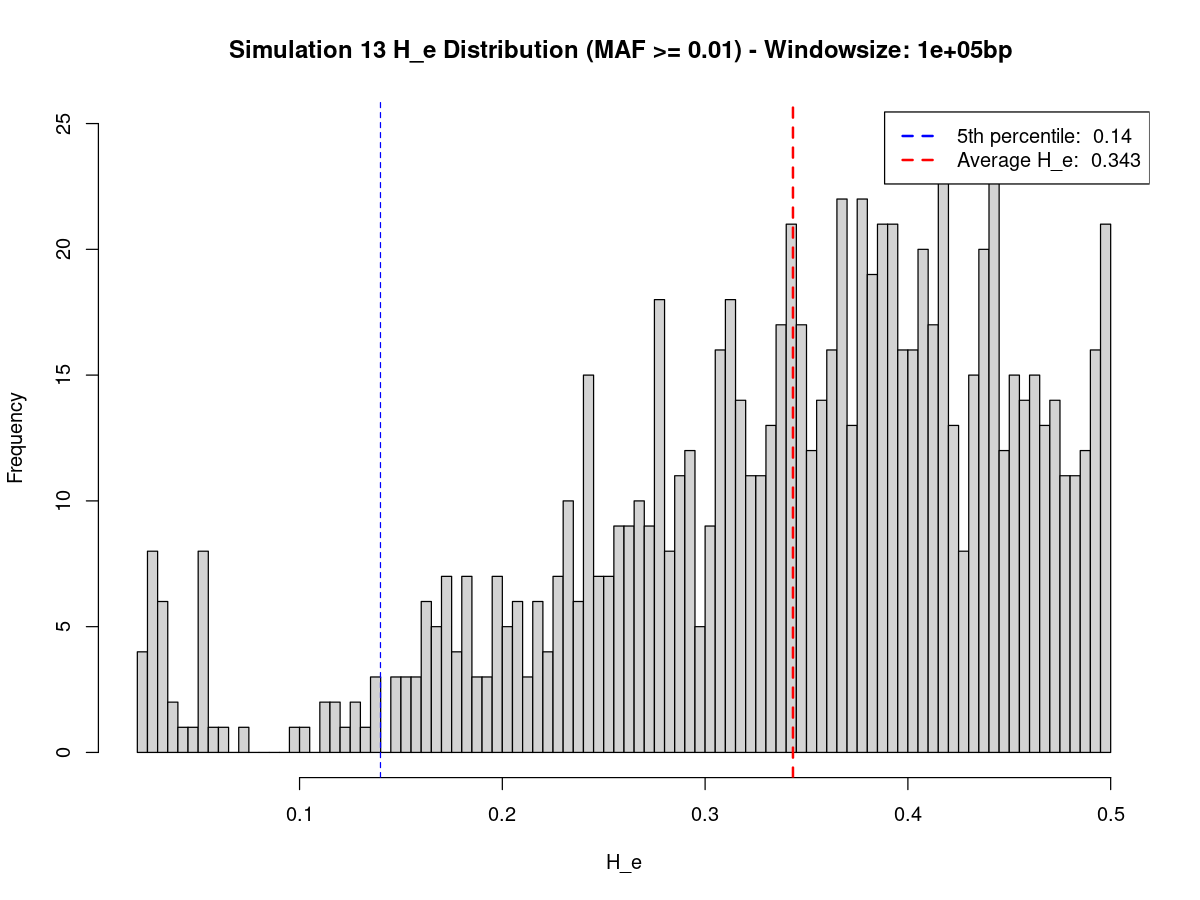 Simulation 13 H_e Distribution (MAF >= 0.01) - Windowsize: 1e+05bp
5th percentile: 0.14
Average H_e: 0.343
Frequency
25
20
15
10
5
0
0.1 0.2 0.3 0.4 0.5
H_e